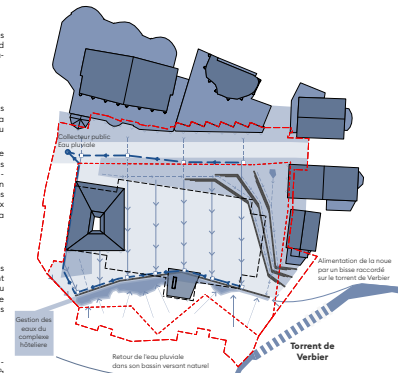 Collecteur public
Eau pluviale
Alimentation de la noue
par un bisse raccordé
sur le torrent de Verbier
Gestion des
eaux du
complexe
hôtelière
Retour de l'eau pluviale
dans son bassin versant naturel
Torrent de
Verbier